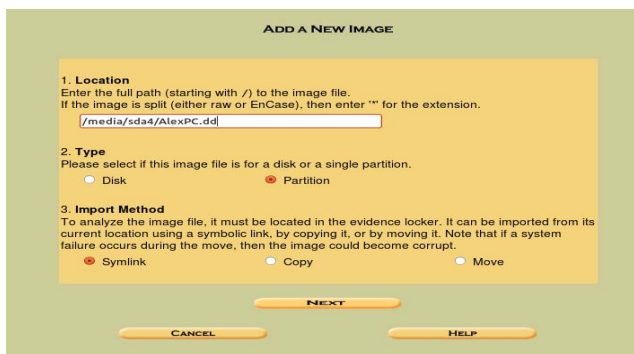 ADD A NEW IMAGE
1. Location
Enter the full path (starting with /) to the image file.
If the image is split (either raw or EnCase), then enter '*' for the extension.
/media/sda4/AlexPC.dd
2. Type
Please select if this image file is for a disk or a single partition.
Disk Partition
3. Import Method
To analyze the image file, it must be located in the evidence locker. It can be imported from its
current location using a symbolic link, by copying it, or by moving it. Note that if a system
failure occurs during the move, then the image could become corrupt.
Symlink Copy Move
NEXT
CANCEL HELP